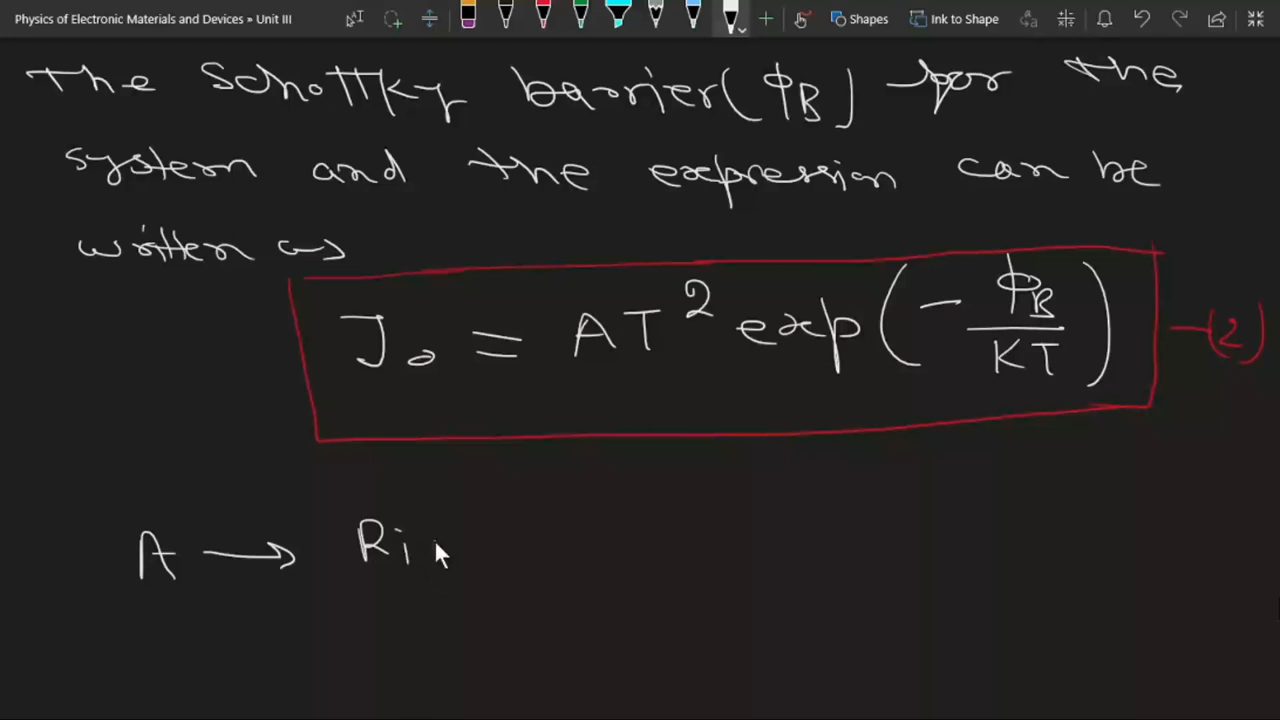 Physics of Electronic Materials and Devices » Unit III
Shapes
Ink to Shape
The Schottky barrier(ϕB) for the
system and the expression can be
written as
J₀ = AT² exp(− ϕB/KT) —(2)
A → Ri